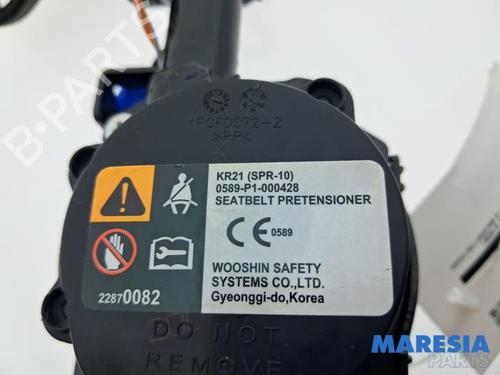 1PCF0072-2
>PP<
KR21 (SPR-10)
0589-P1-000428
SEATBELT PRETENSIONER
CE 0589
WOOSHIN SAFETY
SYSTEMS CO.,LTD.
Gyeonggi-do,Korea
22870082
DO NOT
REMOVE
B-PARTS
MARESIA
PARTS